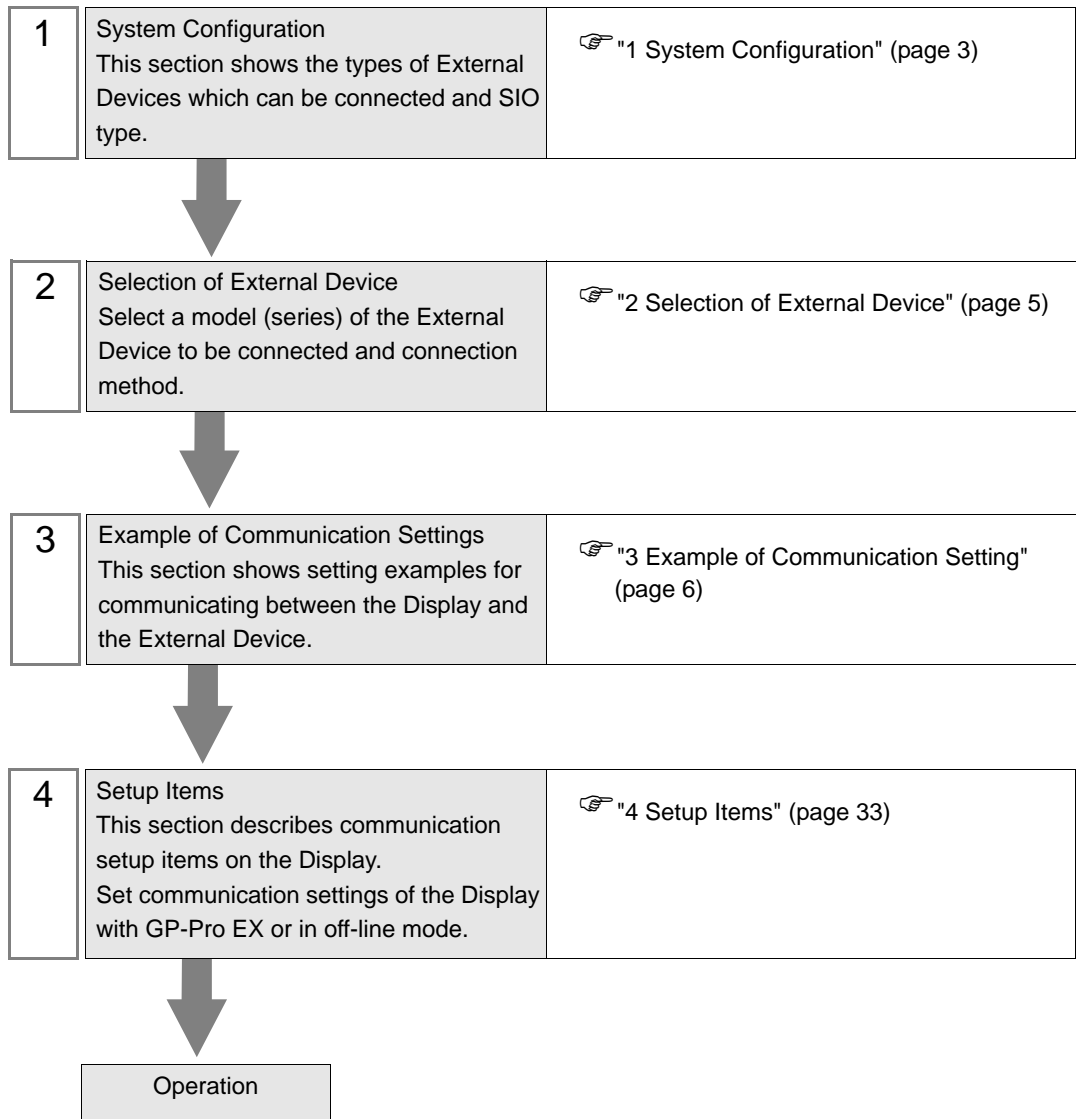 1
System Configuration
This section shows the types of External
Devices which can be connected and SIO
type.
"1 System Configuration" (page 3)
2
Selection of External Device
Select a model (series) of the External
Device to be connected and connection
method.
"2 Selection of External Device" (page 5)
3
Example of Communication Settings
This section shows setting examples for
communicating between the Display and
the External Device.
"3 Example of Communication Setting"
(page 6)
4
Setup Items
This section describes communication
setup items on the Display.
Set communication settings of the Display
with GP-Pro EX or in off-line mode.
"4 Setup Items" (page 33)
Operation